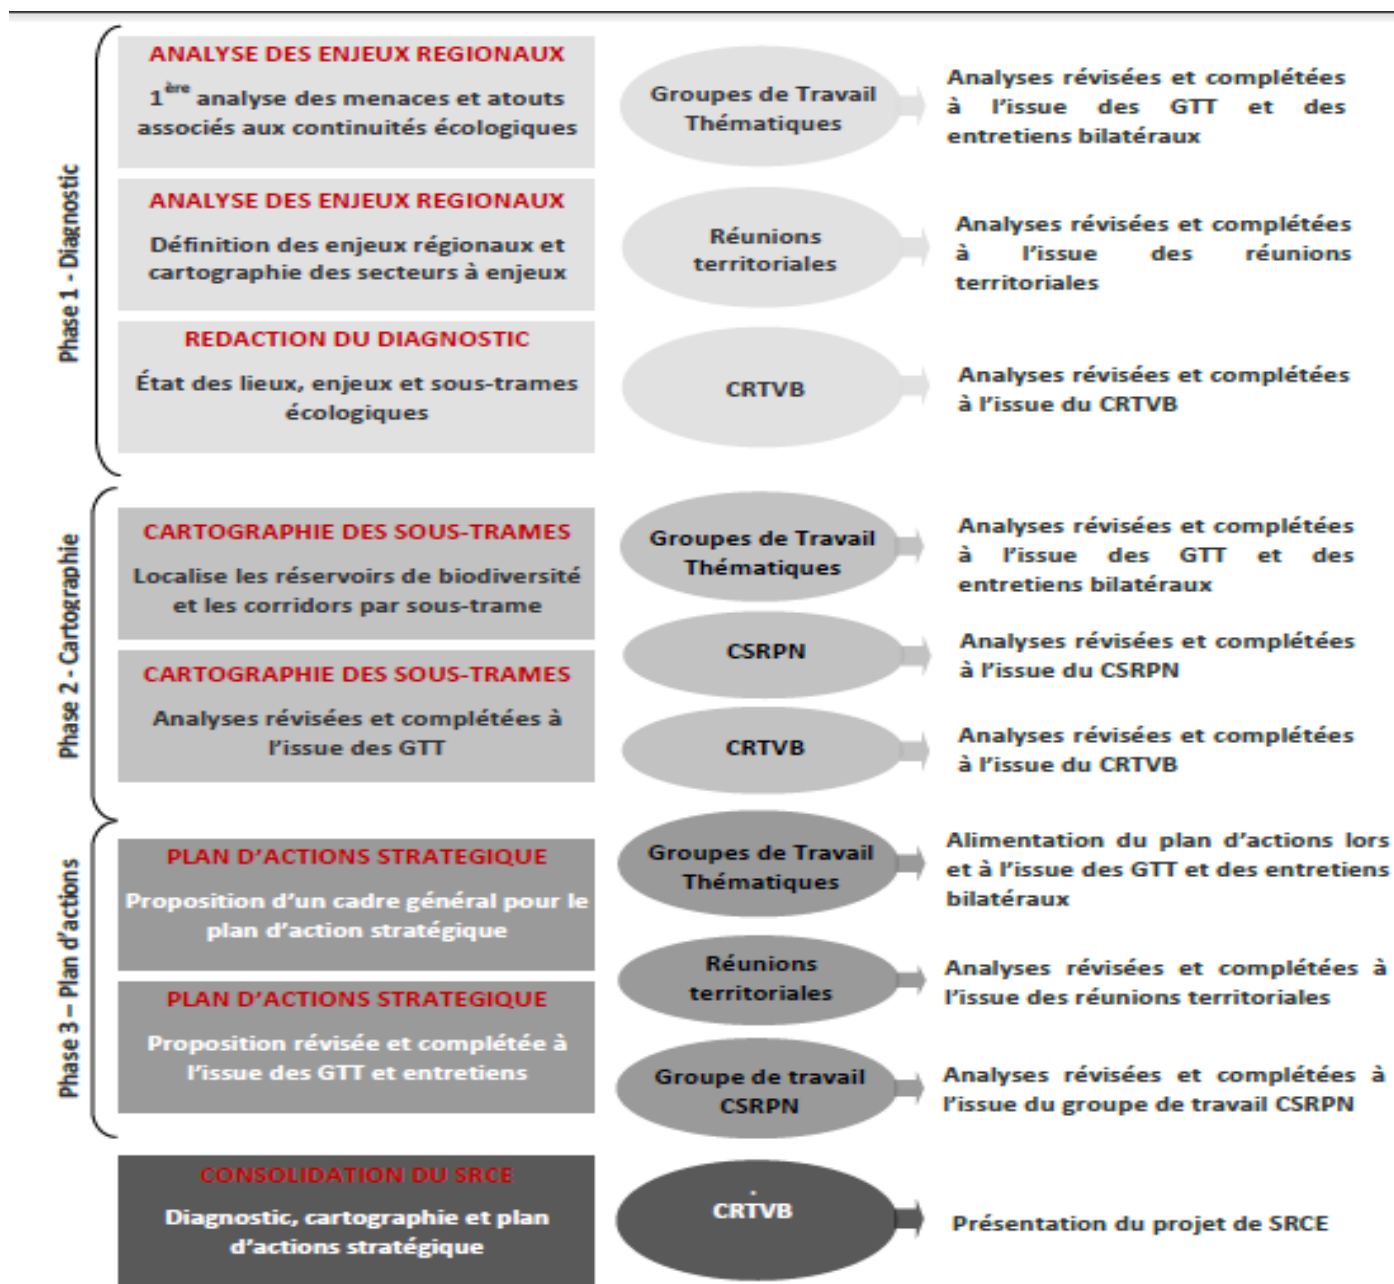 Phase 1 - Diagnostic
ANALYSE DES ENJEUX REGIONAUX
1ère analyse des menaces et atouts
associés aux continuités écologiques
Groupes de Travail
Thématiques
Analyses révisées et complétées
à l'issue des GTT et des
entretiens bilatéraux
ANALYSE DES ENJEUX REGIONAUX
Définition des enjeux régionaux et
cartographie des secteurs à enjeux
Réunions
territoriales
Analyses révisées et complétées
à l'issue des réunions
territoriales
REDACTION DU DIAGNOSTIC
État des lieux, enjeux et sous-trames
écologiques
CRTVB
Analyses révisées et complétées
à l'issue du CRTVB
Phase 2 - Cartographie
CARTOGRAPHIE DES SOUS-TRAMES
Localise les réservoirs de biodiversité
et les corridors par sous-trame
Groupes de Travail
Thématiques
Analyses révisées et complétées
à l'issue des GTT et des
entretiens bilatéraux
CSRPN
Analyses révisées et complétées
à l'issue du CSRPN
CARTOGRAPHIE DES SOUS-TRAMES
Analyses révisées et complétées à
l'issue des GTT
CRTVB
Analyses révisées et complétées
à l'issue du CRTVB
Phase 3 – Plan d'actions
PLAN D'ACTIONS STRATEGIQUE
Proposition d'un cadre général pour le
plan d'action stratégique
Groupes de Travail
Thématiques
Alimentation du plan d'actions lors
et à l'issue des GTT et des entretiens
bilatéraux
Réunions
territoriales
Analyses révisées et complétées à
l'issue des réunions territoriales
PLAN D'ACTIONS STRATEGIQUE
Proposition révisée et complétée à
l'issue des GTT et entretiens
Groupe de travail
CSRPN
Analyses révisées et complétées à
l'issue du groupe de travail CSRPN
CONSOLIDATION DU SRCE
Diagnostic, cartographie et plan
d'actions stratégique
CRTVB
Présentation du projet de SRCE